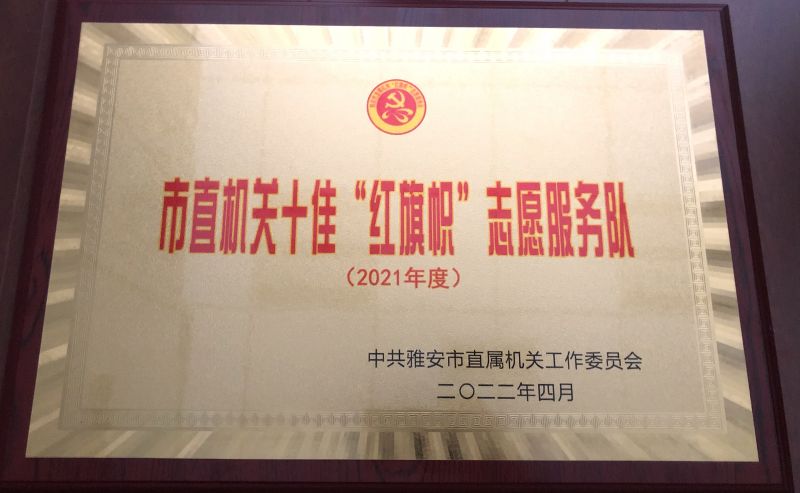 市直机关十佳“红旗帜”志愿服务队
（2021年度）
中共雅安市直属机关工作委员会
二〇二二年四月